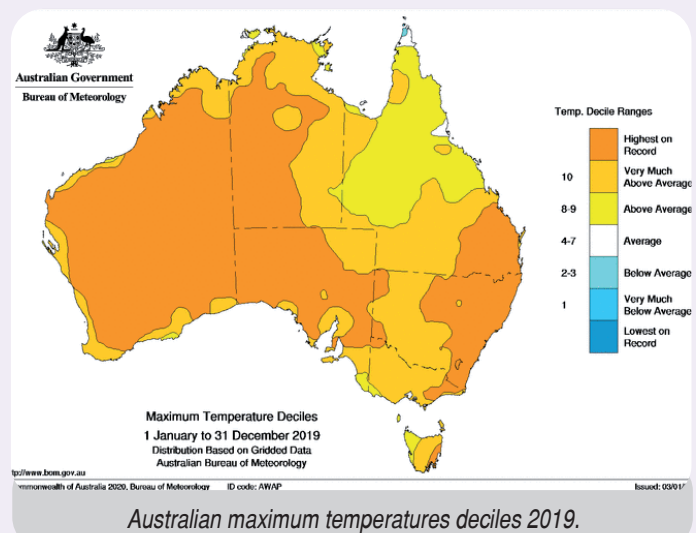 Australian Government
Bureau of Meteorology
Temp. Decile Ranges
Highest on
Record
10
Very Much
Above Average
8-9
Above Average
4-7
Average
2-3
Below Average
1
Very Much
Below Average
Lowest on
Record
Maximum Temperature Deciles
1 January to 31 December 2019
Distribution Based on Gridded Data
Australian Bureau of Meteorology
tp://www.bom.gov.au
mmonwealth of Australia 2020, Bureau of Meteorology ID code: AWAP Issued: 03/01/
Australian maximum temperatures deciles 2019.